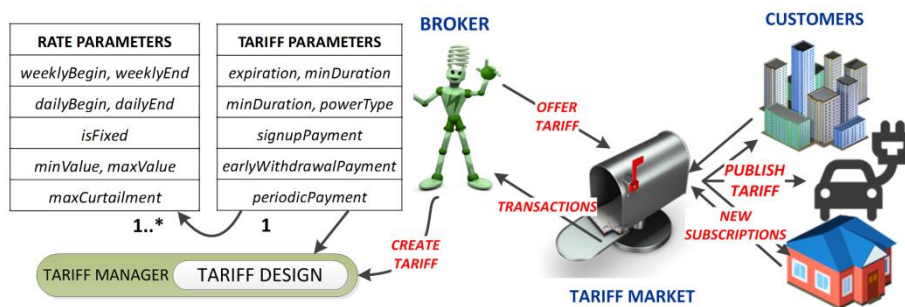 RATE PARAMETERS
weeklyBegin, weeklyEnd
dailyBegin, dailyEnd
isFixed
minValue, maxValue
maxCurtailment
1..*
TARIFF PARAMETERS
expiration, minDuration
minDuration, powerType
signupPayment
earlyWithdrawalPayment
periodicPayment
1
TARIFF MANAGER
TARIFF DESIGN
BROKER
CREATE
TARIFF
OFFER
TARIFF
TRANSACTIONS
TARIFF MARKET
CUSTOMERS
PUBLISH
TARIFF
NEW
SUBSCRIPTIONS